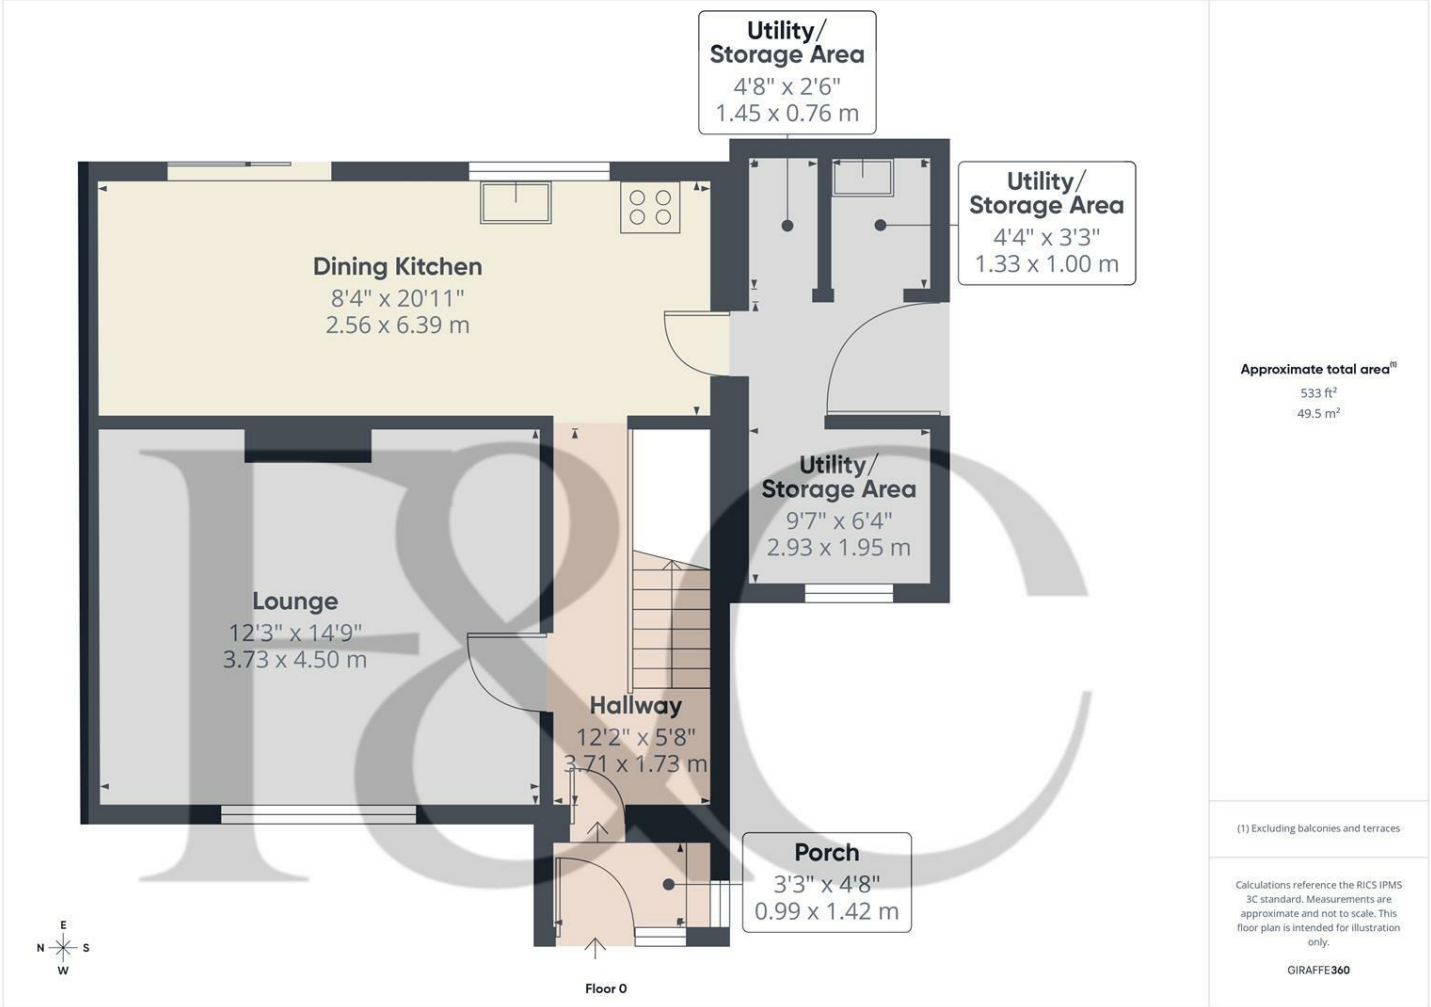 Utility/
Storage Area
4'8" x 2'6"
1.45 x 0.76 m
Utility/
Storage Area
4'4" x 3'3"
1.33 x 1.00 m
Dining Kitchen
8'4" x 20'11"
2.56 x 6.39 m
Utility/
Storage Area
9'7" x 6'4"
2.93 x 1.95 m
Lounge
12'3" x 14'9"
3.73 x 4.50 m
Hallway
12'2" x 5'8"
3.71 x 1.73 m
Porch
3'3" x 4'8"
0.99 x 1.42 m
F&C
E
N S
W
Floor 0
Approximate total area(1)
533 ft²
49.5 m²
(1) Excluding balconies and terraces
Calculations reference the RICS IPMS
3C standard. Measurements are
approximate and not to scale. This
floor plan is intended for illustration
only.
GIRAFFE360